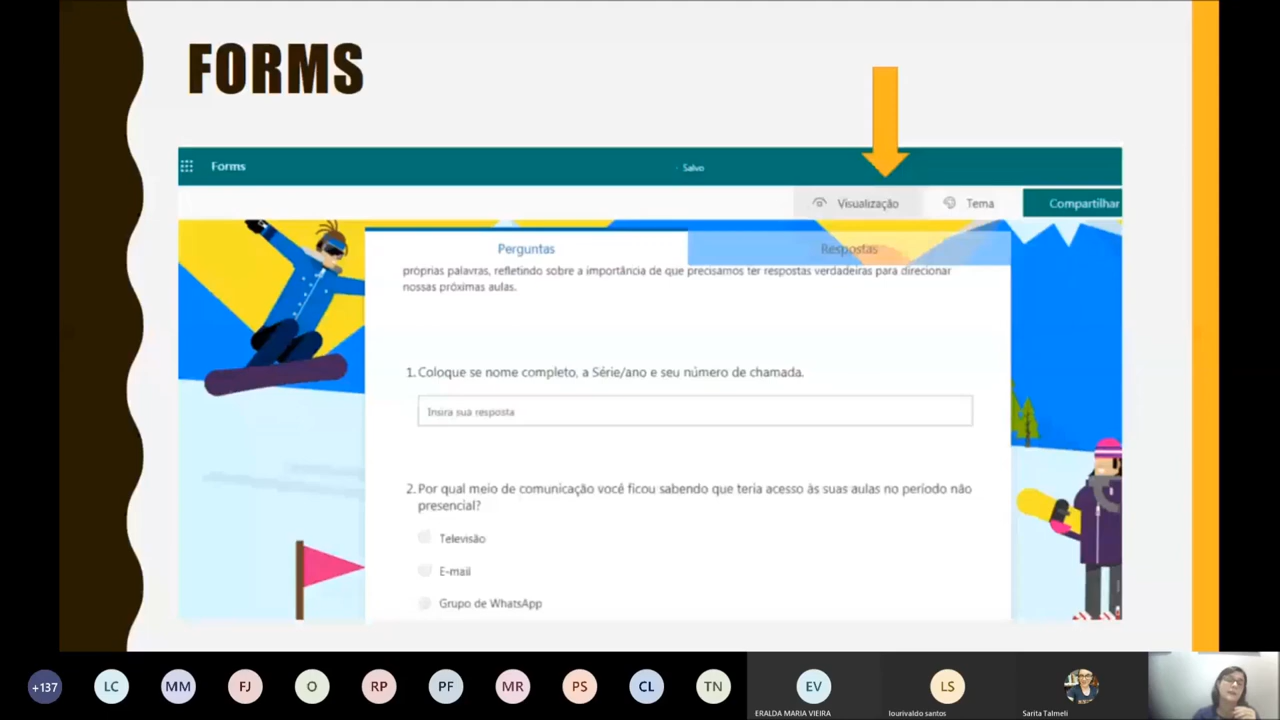 FORMS
Forms
Salvo
Visualização
Tema
Compartilhar
Perguntas
Respostas
próprias palavras, refletindo sobre a importância de que precisamos ter respostas verdadeiras para direcionar
nossas próximas aulas.
1. Coloque se nome completo, a Série/ano e seu número de chamada.
Insira sua resposta
2. Por qual meio de comunicação você ficou sabendo que teria acesso às suas aulas no período não
presencial?
Televisão
E-mail
Grupo de WhatsApp
+137
LC
MM
FJ
O
RP
PF
MR
PS
CL
TN
EV
LS
ERALDA MARIA VIEIRA
lourivaldo santos
Sarita Talmeli